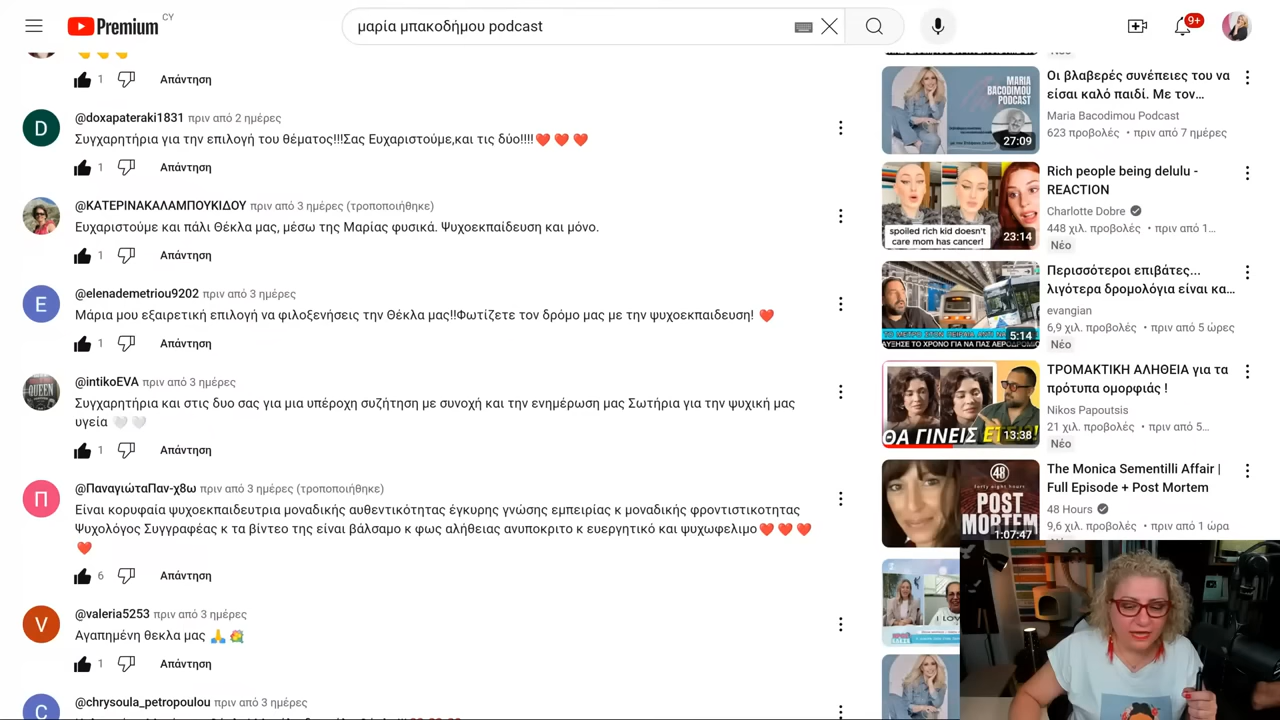 Premium CY
μαρία μπακοδήμου podcast
9+
1 Απάντηση
D
@doxapateraki1831 πριν από 2 ημέρες
Συγχαρητήρια για την επιλογή του θέματος!!!Σας Ευχαριστούμε,και τις δύο!!!!❤️❤️❤️
1 Απάντηση
@ΚΑΤΕΡΙΝΑΚΑΛΑΜΠΟΥΚΙΔΟΥ πριν από 3 ημέρες (τροποποιήθηκε)
Ευχαριστούμε και πάλι Θέκλα μας, μέσω της Μαρίας φυσικά. Ψυχοεκπαίδευση και μόνο.
1 Απάντηση
E
@elenademetriou9202 πριν από 3 ημέρες
Μάρια μου εξαιρετική επιλογή να φιλοξενήσεις την Θέκλα μας!!Φωτίζετε τον δρόμο μας με την ψυχοεκπαιδευση! ❤️
1 Απάντηση
QUEEN
@intikoEVA πριν από 3 ημέρες
Συγχαρητήρια και στις δυο σας για μια υπεροχη συζήτηση με συνοχή και την ενημέρωση μας Σωτήρια για την ψυχική μας
υγεία 🤍🤍
1 Απάντηση
Π
@ΠαναγιώταΠαν-χ8ω πριν από 3 ημέρες (τροποποιήθηκε)
Είναι κορυφαία ψυχοεκπαιδευτρια μοναδικής αυθεντικότητας έγκυρης γνώσης εμπειρίας κ μοναδικής φροντιστικοτητας
Ψυχολόγος Συγγραφέας κ τα βίντεο της ειναι βάλσαμο κ φως αλήθειας ανυποκριτο κ ευεργητικό και ψυχωφελιμο❤️❤️❤️
❤️
6 Απάντηση
V
@valeria5253 πριν από 3 ημέρες
Αγαπημένη θεκλα μας 🙏💐
1 Απάντηση
C
@chrysoula_petropoulou πριν από 3 ημέρες
MARIA
BACODIMOU
PODCAST
27:09
Οι βλαβερές συνέπειες του να
είσαι καλό παιδί. Με τον…
Maria Bacodimou Podcast
623 προβολές • πριν από 7 ημέρες
spoiled rich kid doesn't
care mom has cancer!
23:14
Rich people being delulu -
REACTION
Charlotte Dobre
448 χιλ. προβολές • πριν από 1…
Νέο
5:14
Περισσότεροι επιβάτες...
λιγότερα δρομολόγια είναι κα…
evangian
6,9 χιλ. προβολές • πριν από 5 ώρες
Νέο
ΘΑ ΓΙΝΕΙΣ
13:38
ΤΡΟΜΑΚΤΙΚΗ ΑΛΗΘΕΙΑ για τα
πρότυπα ομορφιάς !
Nikos Papoutsis
21 χιλ. προβολές • πριν από 5…
Νέο
48
forty eight hours
POST
MORTEM
1:07:47
The Monica Sementilli Affair |
Full Episode + Post Mortem
48 Hours
9,6 χιλ. προβολές • πριν από 1 ώρα